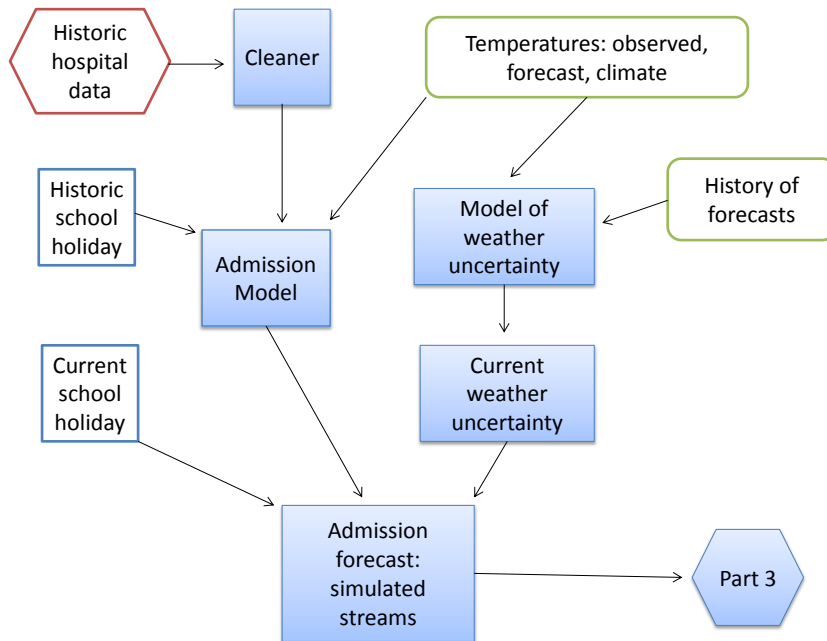 Historic
hospital
data
Cleaner
Temperatures: observed,
forecast, climate
Historic
school
holiday
Admission
Model
Model of
weather
uncertainty
History of
forecasts
Current
school
holiday
Current
weather
uncertainty
Admission
forecast:
simulated
streams
Part 3